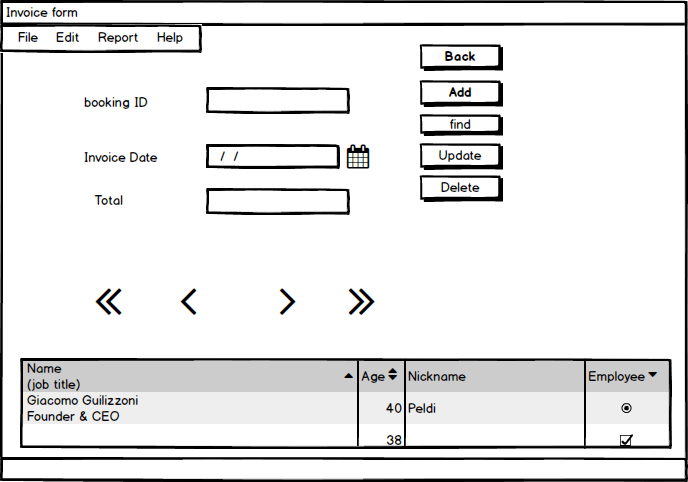 Invoice form
File Edit Report Help
Back
booking ID
Add
find
Invoice Date
/ /
Update
Total
Delete
Name
(job title)
Age
Nickname
Employee
Giacomo Guilizzoni
Founder & CEO
40
Peldi
38